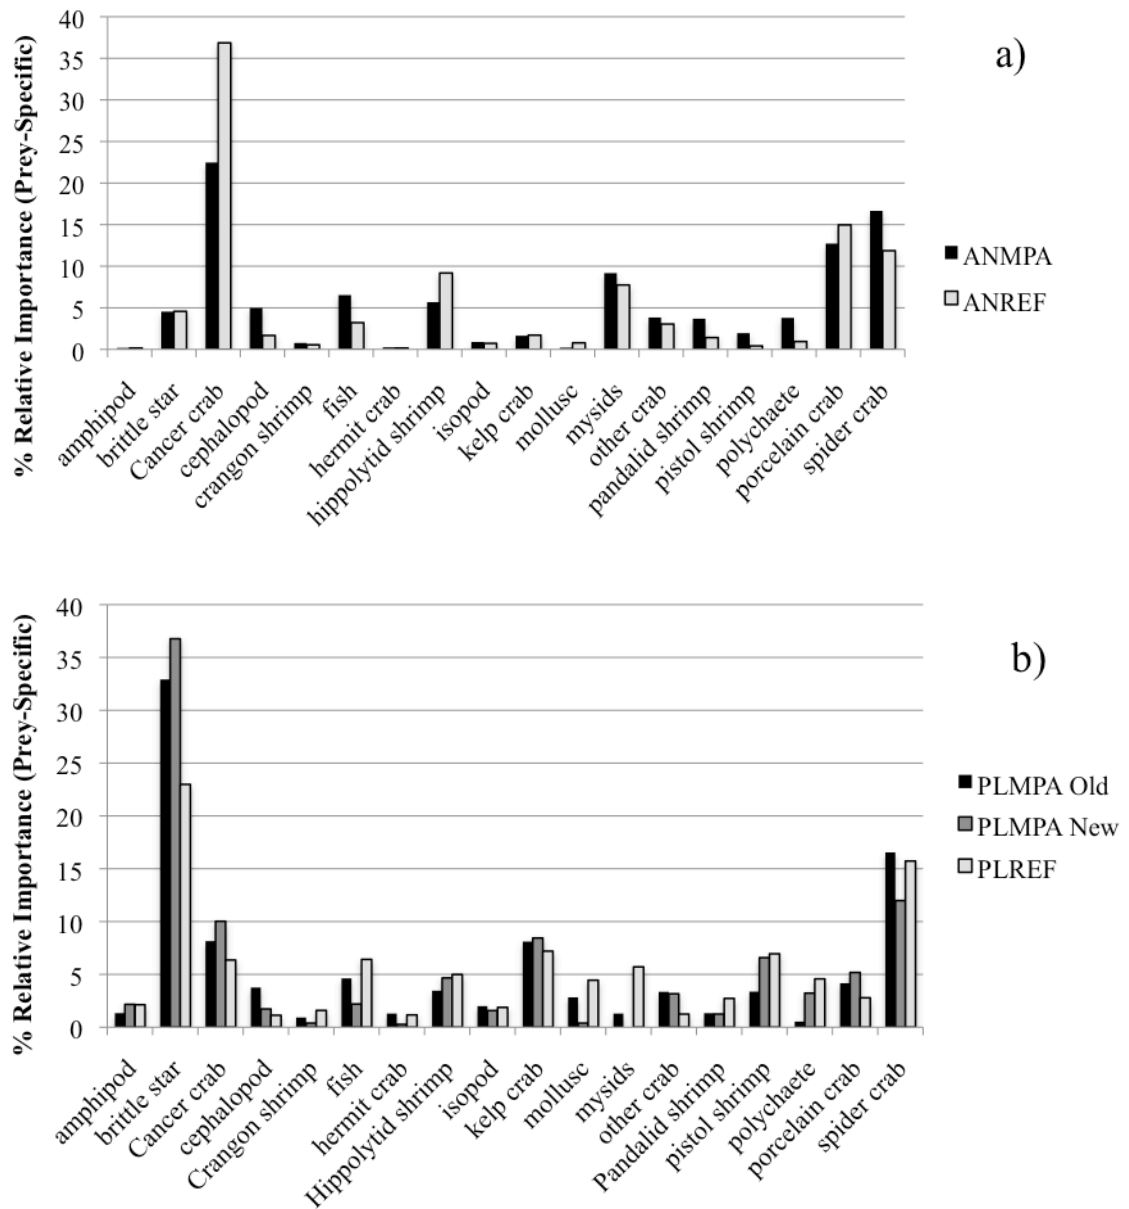 40
35
30
25
20
15
10
5
0
% Relative Importance (Prey-Specific)
a)
ANMPA
ANREF
amphipod
brittle star
Cancer crab
cephalopod
crangon shrimp
fish
hermit crab
hippolytid shrimp
isopod
kelp crab
mollusc
mysids
other crab
pandalid shrimp
pistol shrimp
polychaete
porcelain crab
spider crab
40
35
30
25
20
15
10
5
0
% Relative Importance (Prey-Specific)
b)
PLMPA Old
PLMPA New
PLREF
amphipod
brittle star
Cancer crab
cephalopod
Crangon shrimp
fish
hermit crab
Hippolytid shrimp
isopod
kelp crab
mollusc
mysids
other crab
Pandalid shrimp
pistol shrimp
polychaete
porcelain crab
spider crab